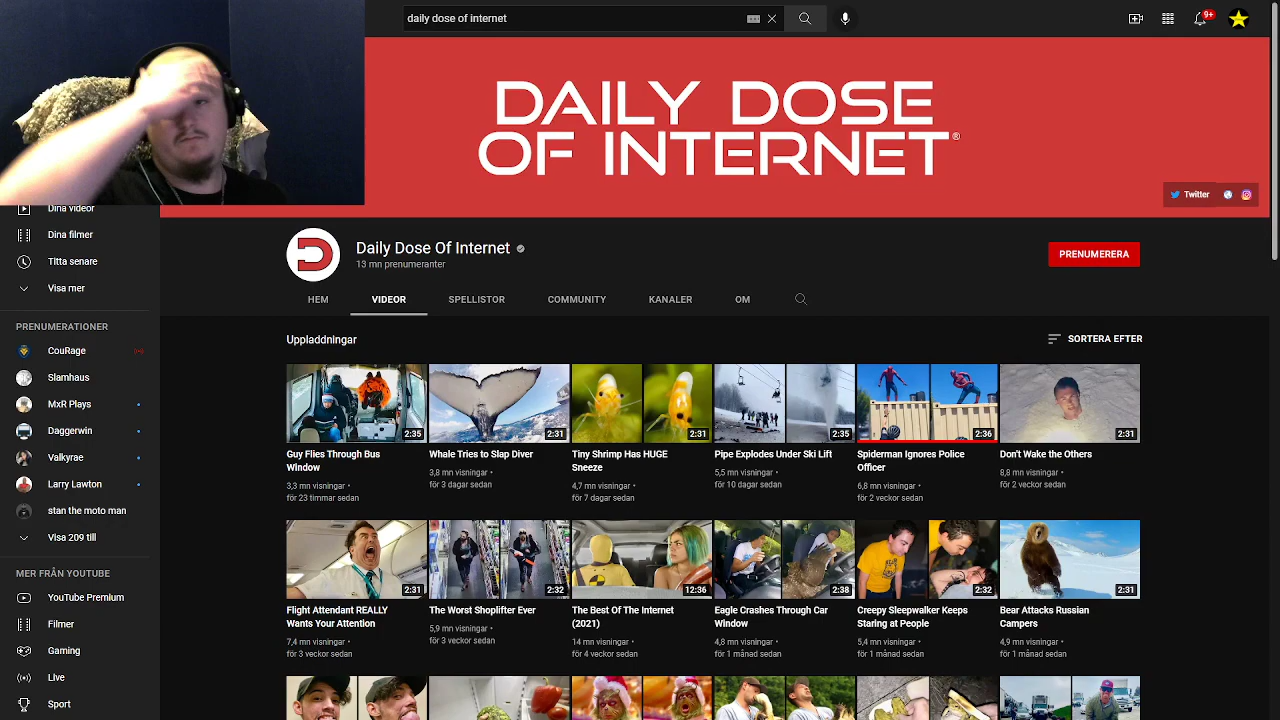 daily dose of internet
9+
DAILY DOSE
OF INTERNET®
Twitter
Dina videor
Dina filmer
Titta senare
Visa mer
PRENUMERATIONER
CouRage
Slamhaus
MxR Plays
Daggerwin
Valkyrae
Larry Lawton
stan the moto man
Visa 209 till
MER FRÅN YOUTUBE
YouTube Premium
Filmer
Gaming
Live
Sport
Daily Dose Of Internet
13 mn prenumeranter
PRENUMERERA
HEM VIDEOR SPELLISTOR COMMUNITY KANALER OM
Uppladdningar
SORTERA EFTER
2:35
Guy Flies Through Bus
Window
3,3 mn visningar •
för 23 timmar sedan
2:31
Whale Tries to Slap Diver
3,8 mn visningar •
för 3 dagar sedan
2:31
Tiny Shrimp Has HUGE
Sneeze
4,7 mn visningar •
för 7 dagar sedan
2:35
Pipe Explodes Under Ski Lift
5,5 mn visningar •
för 10 dagar sedan
2:36
Spiderman Ignores Police
Officer
6,8 mn visningar •
för 2 veckor sedan
2:31
Don't Wake the Others
8,8 mn visningar •
för 2 veckor sedan
2:31
Flight Attendant REALLY
Wants Your Attention
7,4 mn visningar •
för 3 veckor sedan
2:32
The Worst Shoplifter Ever
5,9 mn visningar •
för 3 veckor sedan
12:36
The Best Of The Internet
(2021)
14 mn visningar •
för 4 veckor sedan
2:38
Eagle Crashes Through Car
Window
4,8 mn visningar •
för 1 månad sedan
2:32
Creepy Sleepwalker Keeps
Staring at People
5,4 mn visningar •
för 1 månad sedan
2:31
Bear Attacks Russian
Campers
4,9 mn visningar •
för 1 månad sedan